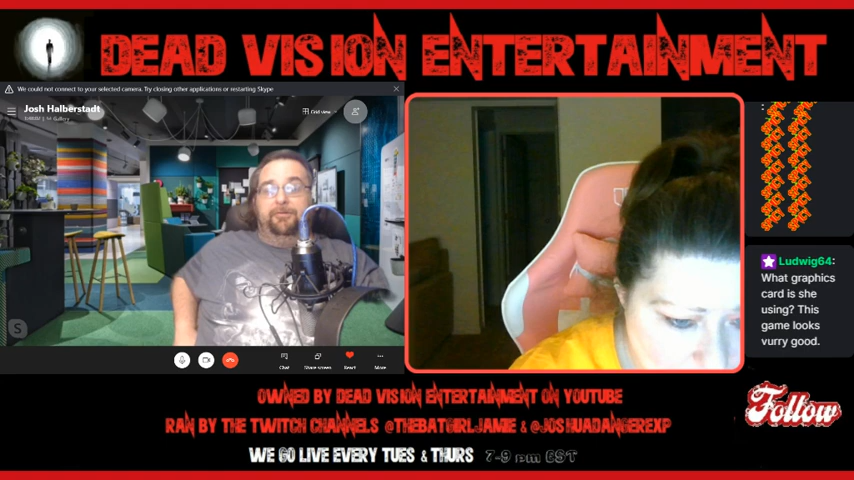 DEAD VISION ENTERTAINMENT
We could not connect to your selected camera. Try closing other applications or restarting Skype
Josh Halberstadt
Grid view
Gallery
S
Chat
Share screen
React
More
Ludwig64:
What graphics
card is she
using? This
game looks
vurry good.
OWNED BY DEAD VISION ENTERTAINMENT ON YOUTUBE
RAN BY THE TWITCH CHANNELS @THEBATGIRLJAMIE & @JOSHUADANGEREXP
WE GO LIVE EVERY TUES & THURS 7-9 pm EST
Follow